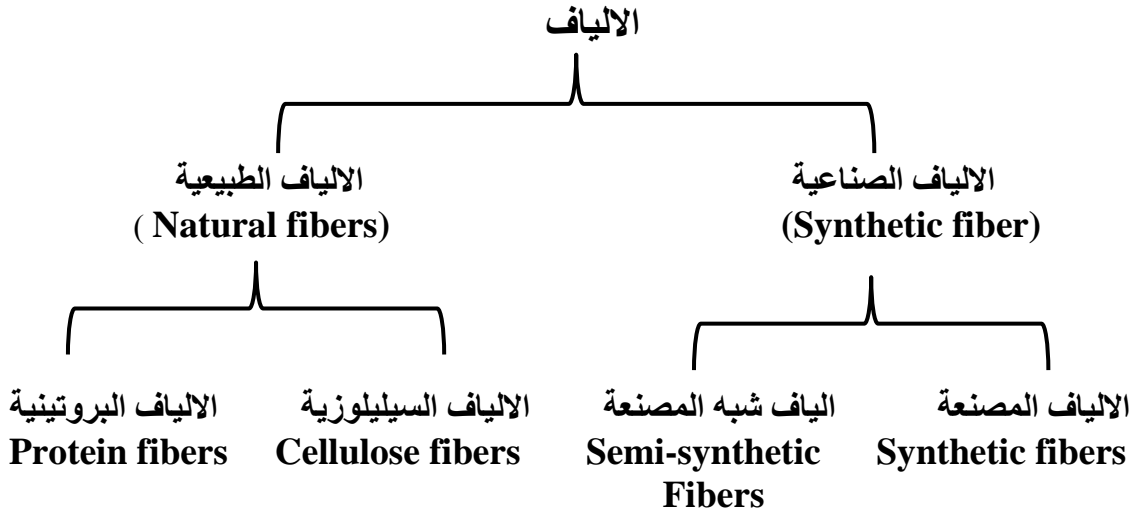 الالياف
الالياف الصناعية
(Synthetic fiber)
الالياف الطبيعية
( Natural fibers)
الالياف المصنعة
Synthetic fibers
الياف شبه المصنعة
Semi-synthetic
Fibers
الالياف السيليلوزية
Cellulose fibers
الالياف البروتينية
Protein fibers